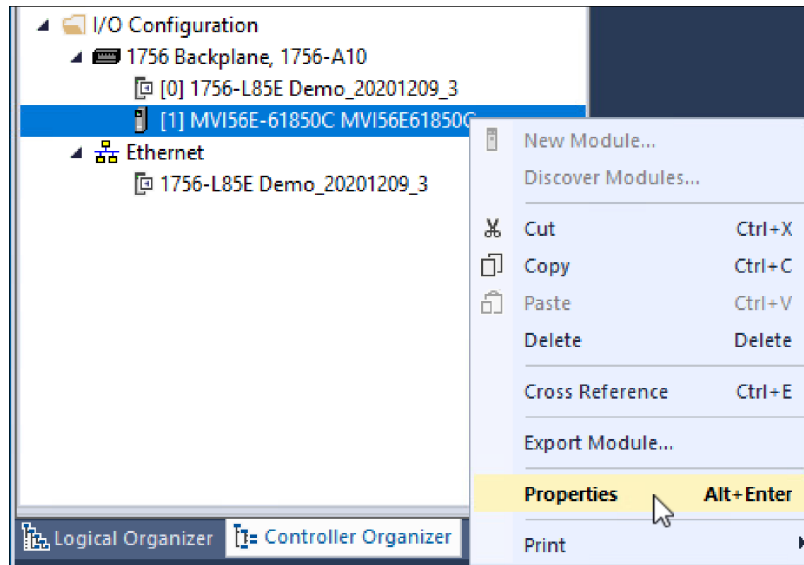 I/O Configuration
1756 Backplane, 1756-A10
[0] 1756-L85E Demo_20201209_3
[1] MVI56E-61850C MVI56E61850C
Ethernet
1756-L85E Demo_20201209_3
New Module...
Discover Modules...
Cut Ctrl+X
Copy Ctrl+C
Paste Ctrl+V
Delete Delete
Cross Reference Ctrl+E
Export Module...
Properties Alt+Enter
Print
Logical Organizer Controller Organizer